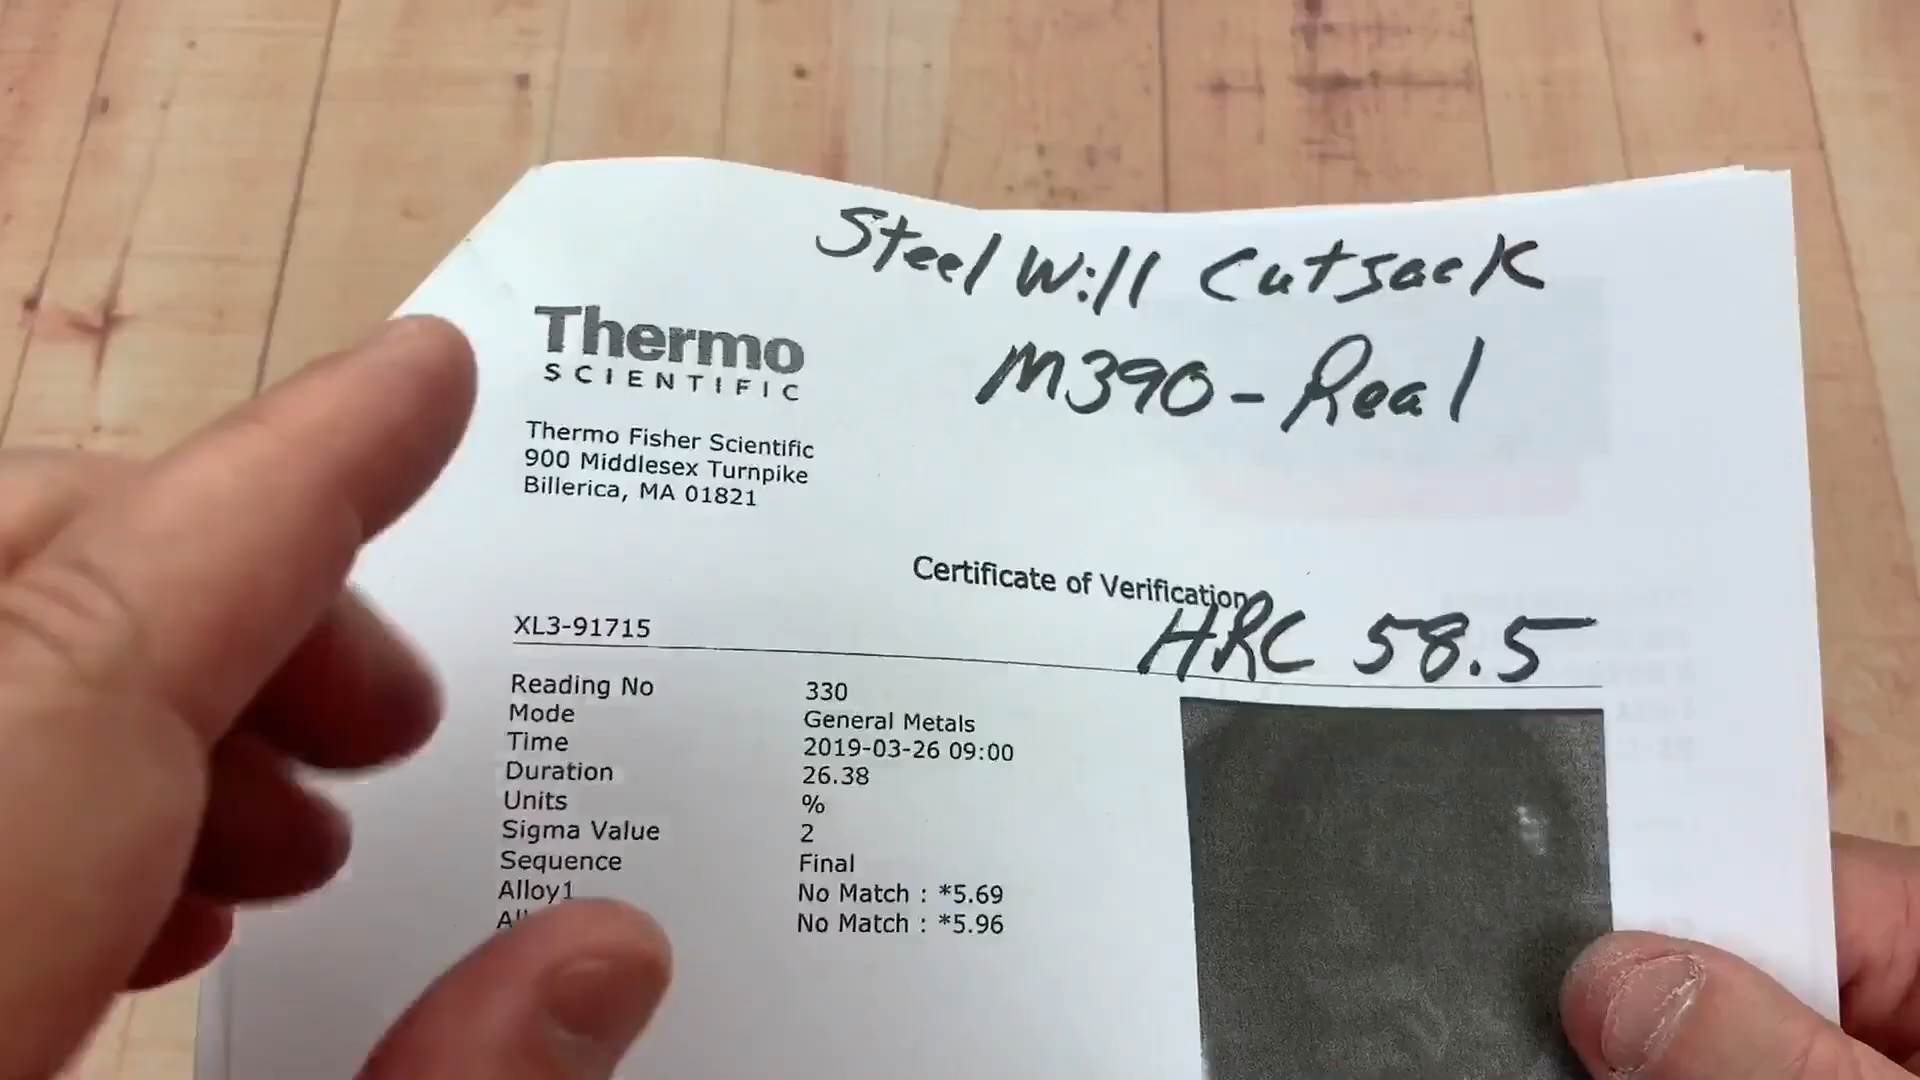 Steel Will Cutjack
M390 - Real
Thermo
SCIENTIFIC
Thermo Fisher Scientific
900 Middlesex Turnpike
Billerica, MA 01821
Certificate of Verification
HRC 58.5
XL3-91715
Reading No 330
Mode General Metals
Time 2019-03-26 09:00
Duration 26.38
Units %
Sigma Value 2
Sequence Final
Alloy1 No Match : *5.69
No Match : *5.96